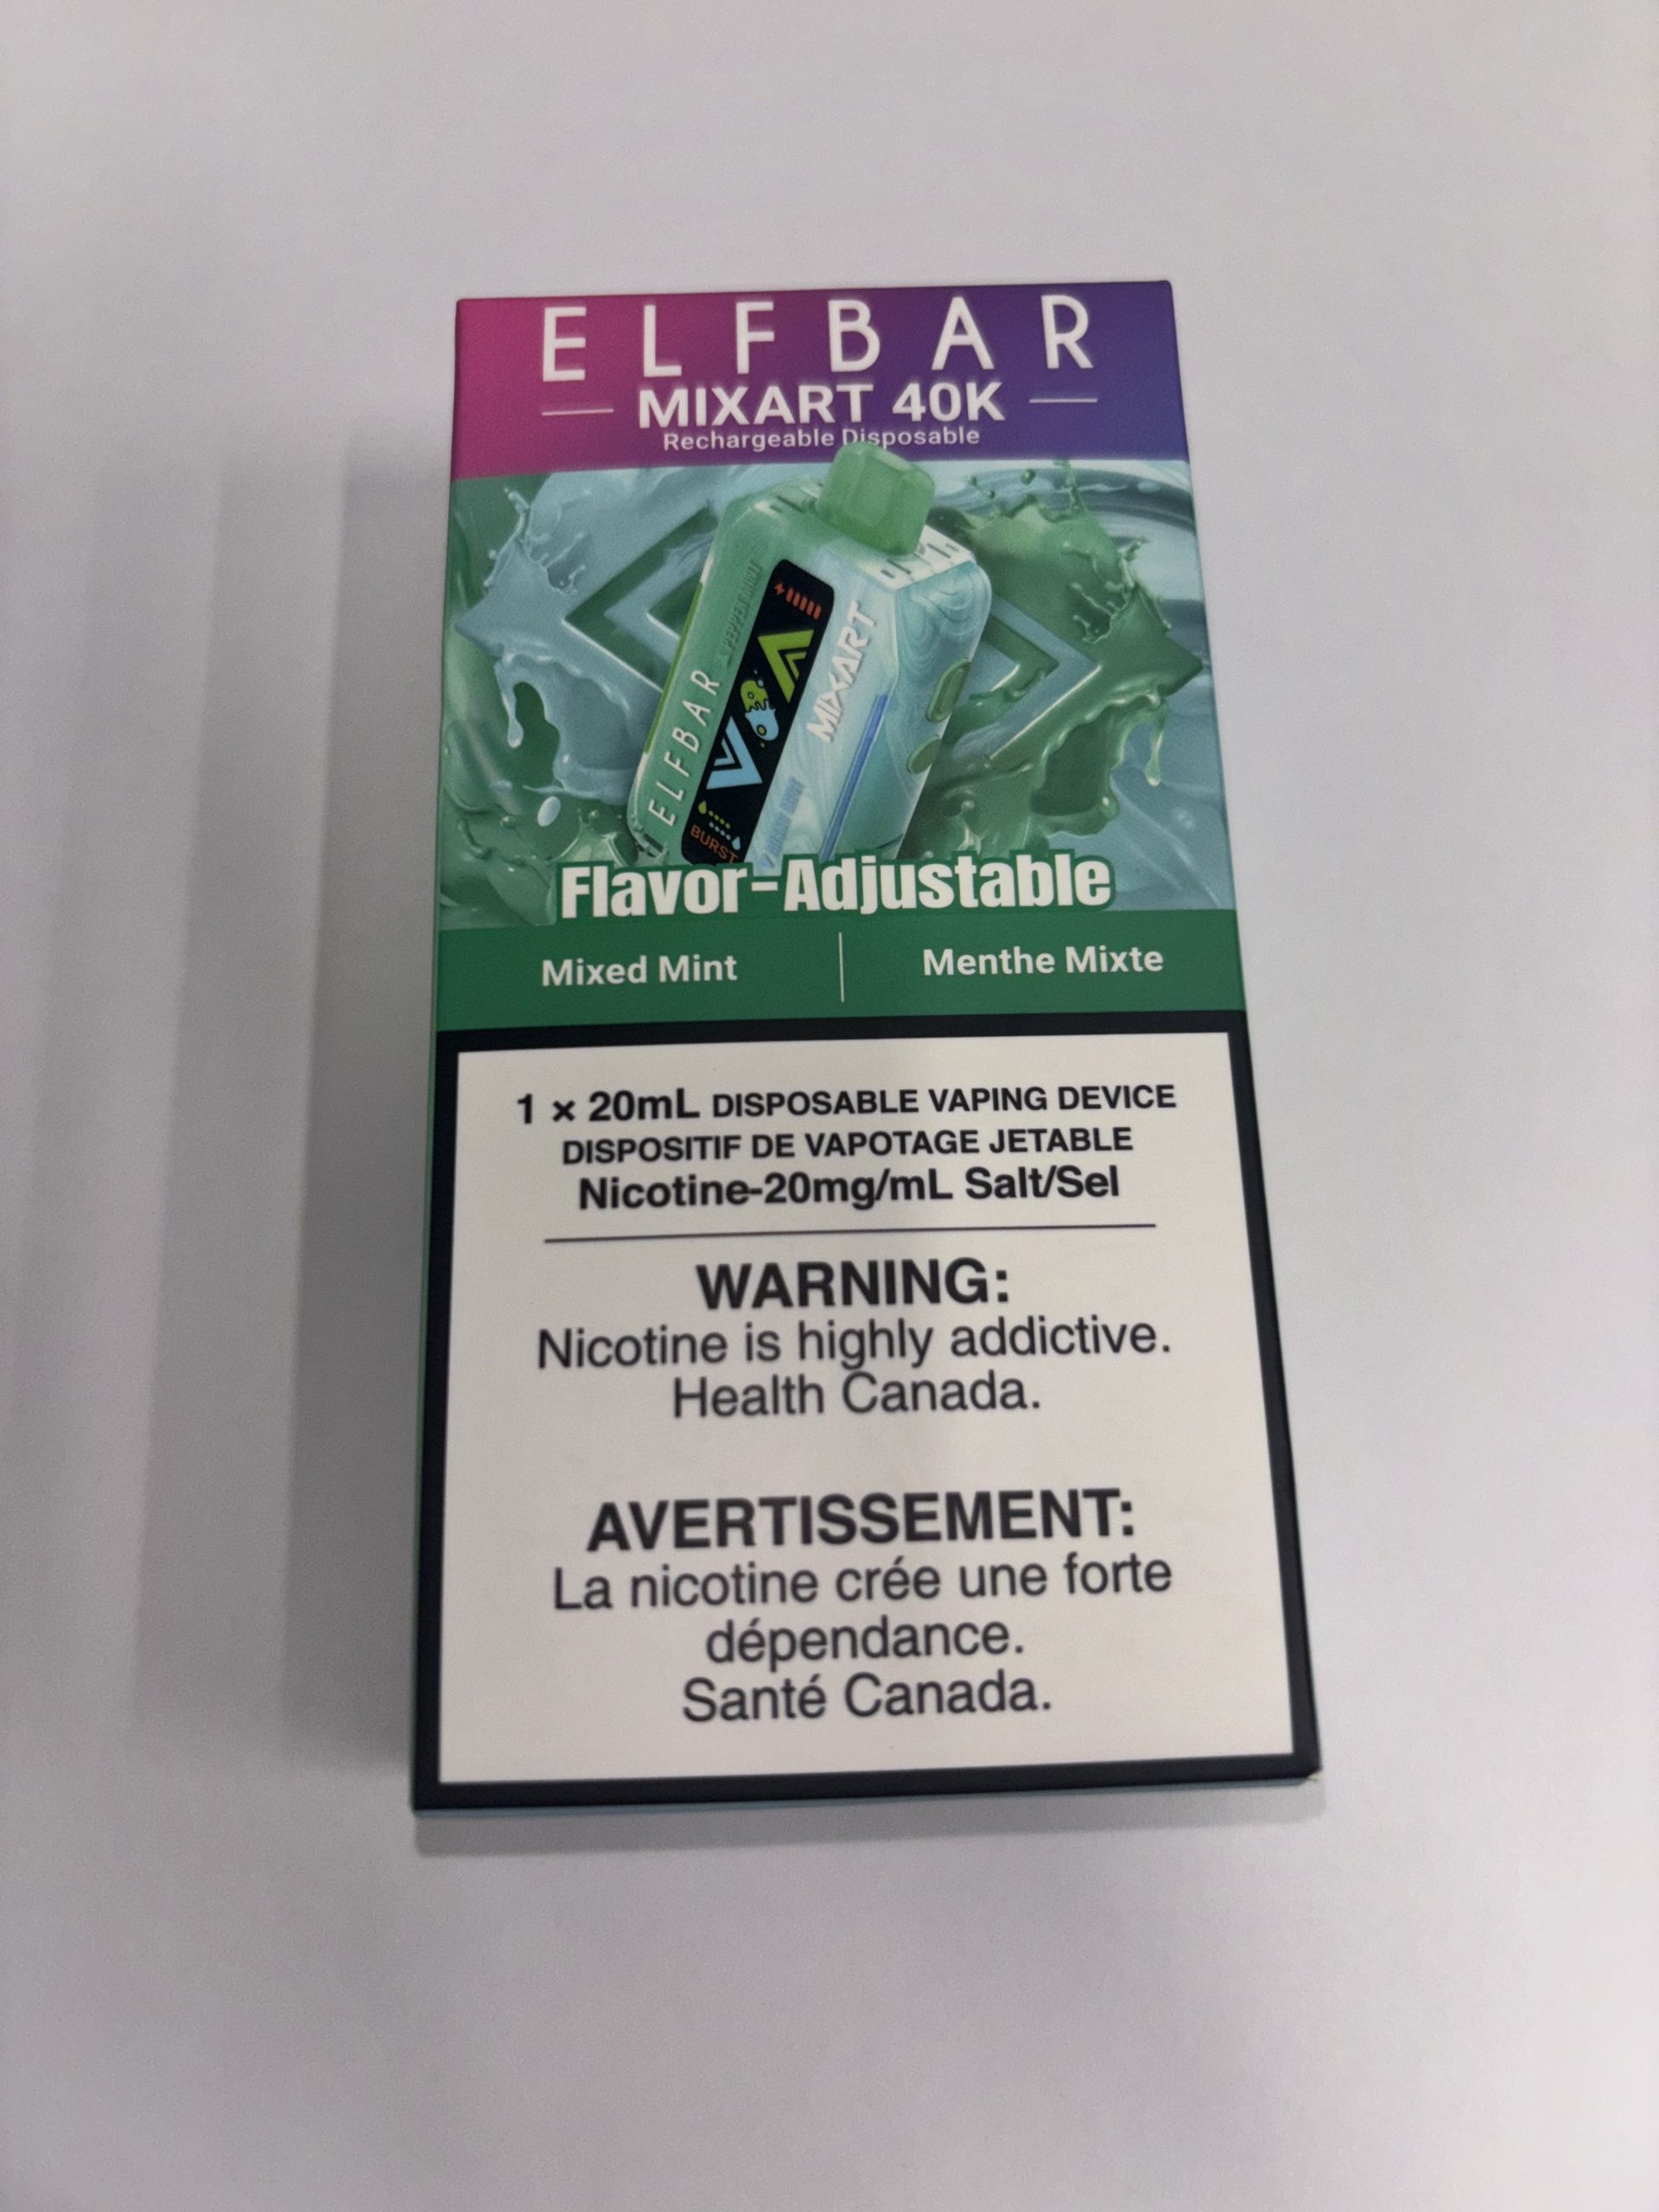 ELFBAR
MIXART 40K
Rechargeable Disposable
ELFBAR
MIXART
BURST
Flavor-Adjustable
Mixed Mint
Menthe Mixte
1 × 20mL DISPOSABLE VAPING DEVICE
DISPOSITIF DE VAPOTAGE JETABLE
Nicotine-20mg/mL Salt/Sel
WARNING:
Nicotine is highly addictive.
Health Canada.
AVERTISSEMENT:
La nicotine crée une forte
dépendance.
Santé Canada.